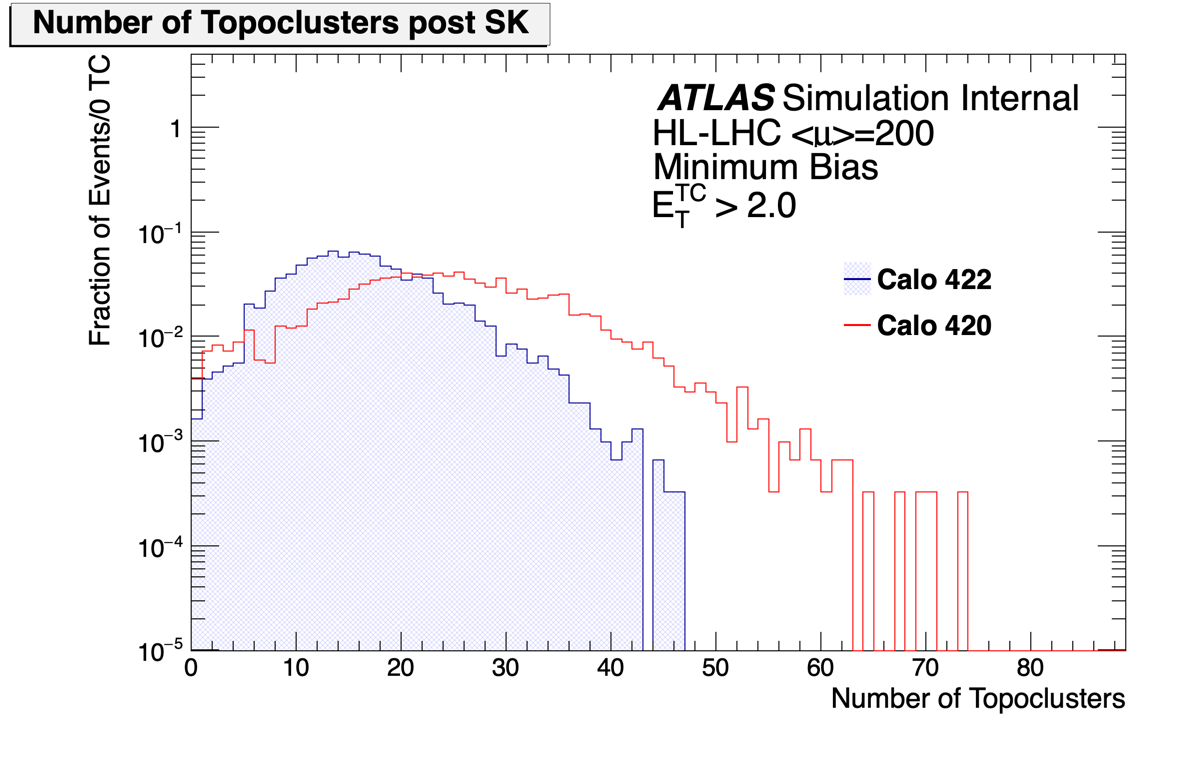 Number of Topoclusters post SK
Fraction of Events/0 TC
ATLAS Simulation Internal
HL-LHC <μ>=200
Minimum Bias
E_T^TC > 2.0
Calo 422
Calo 420
1
10⁻¹
10⁻²
10⁻³
10⁻⁴
10⁻⁵
0 10 20 30 40 50 60 70 80
Number of Topoclusters